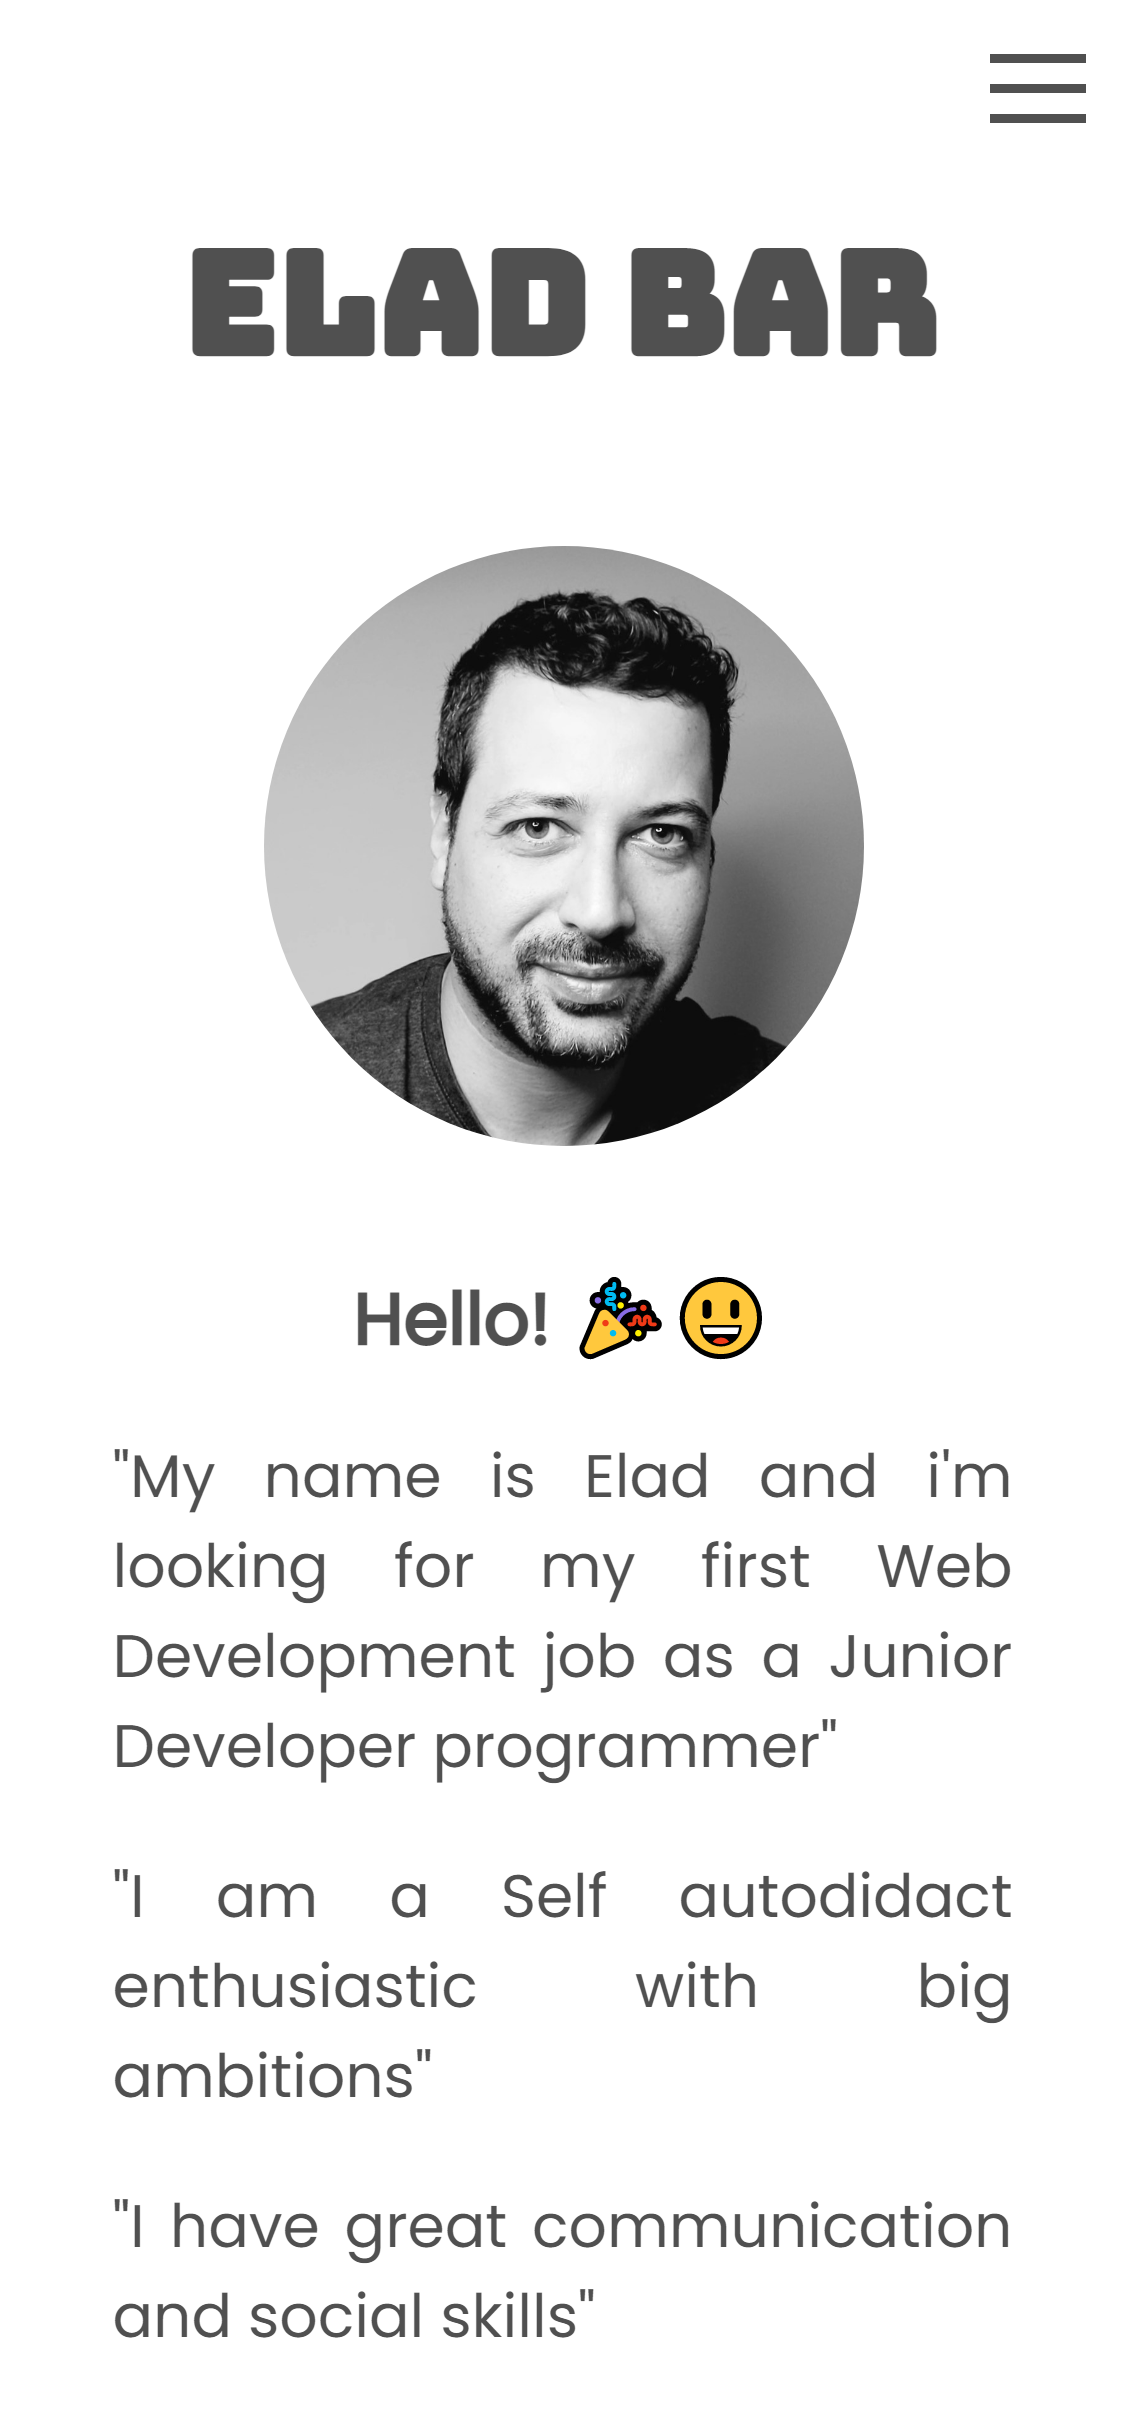 ELAD BAR
Hello! 🎉 😃
"My name is Elad and i'm
looking for my first Web
Development job as a Junior
Developer programmer"
"I am a Self autodidact
enthusiastic with big
ambitions"
"I have great communication
and social skills"